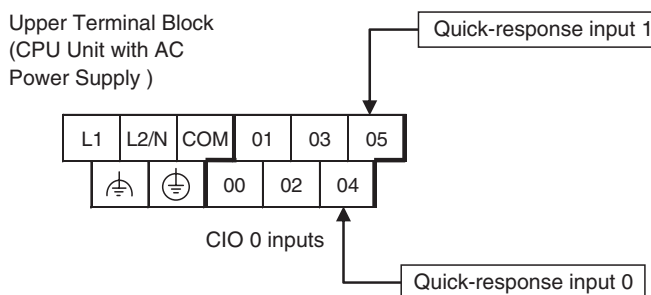 Upper Terminal Block
(CPU Unit with AC
Power Supply )
Quick-response input 1
L1 L2/N COM 01 03 05
00 02 04
CIO 0 inputs
Quick-response input 0